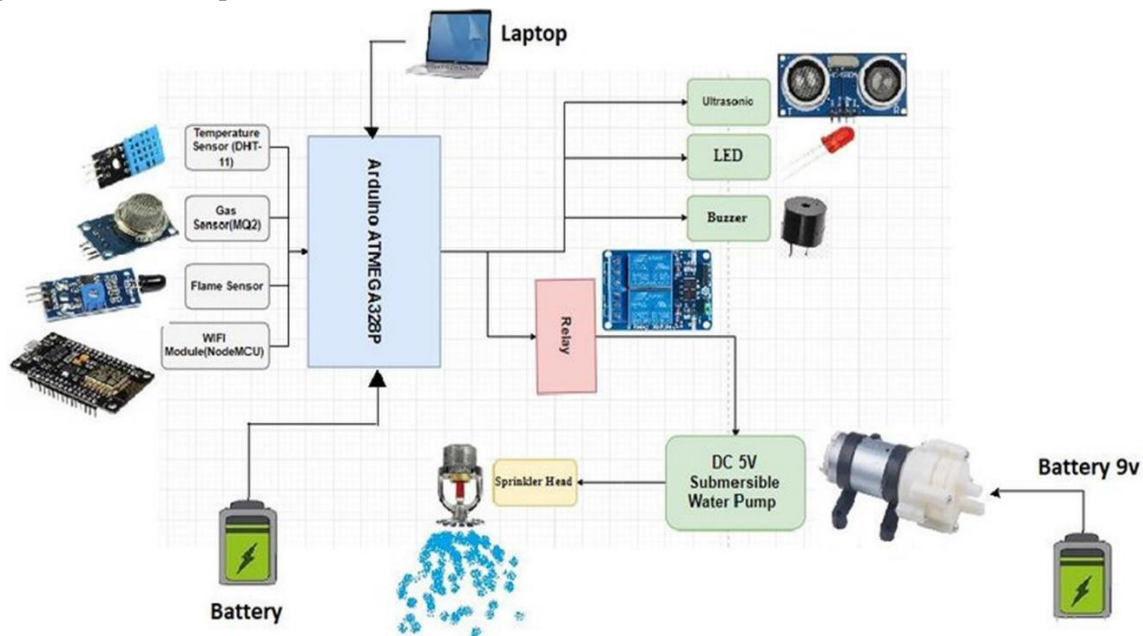 Laptop
Temperature
Sensor (DHT-
11)
Gas
Sensor(MQ2)
Flame Sensor
WIFI
Module(NodeMCU)
Arduino ATMEGA328P
Ultrasonic
LED
Buzzer
Relay
DC 5V
Submersible
Water Pump
Sprinkler Head
Battery 9v
Battery